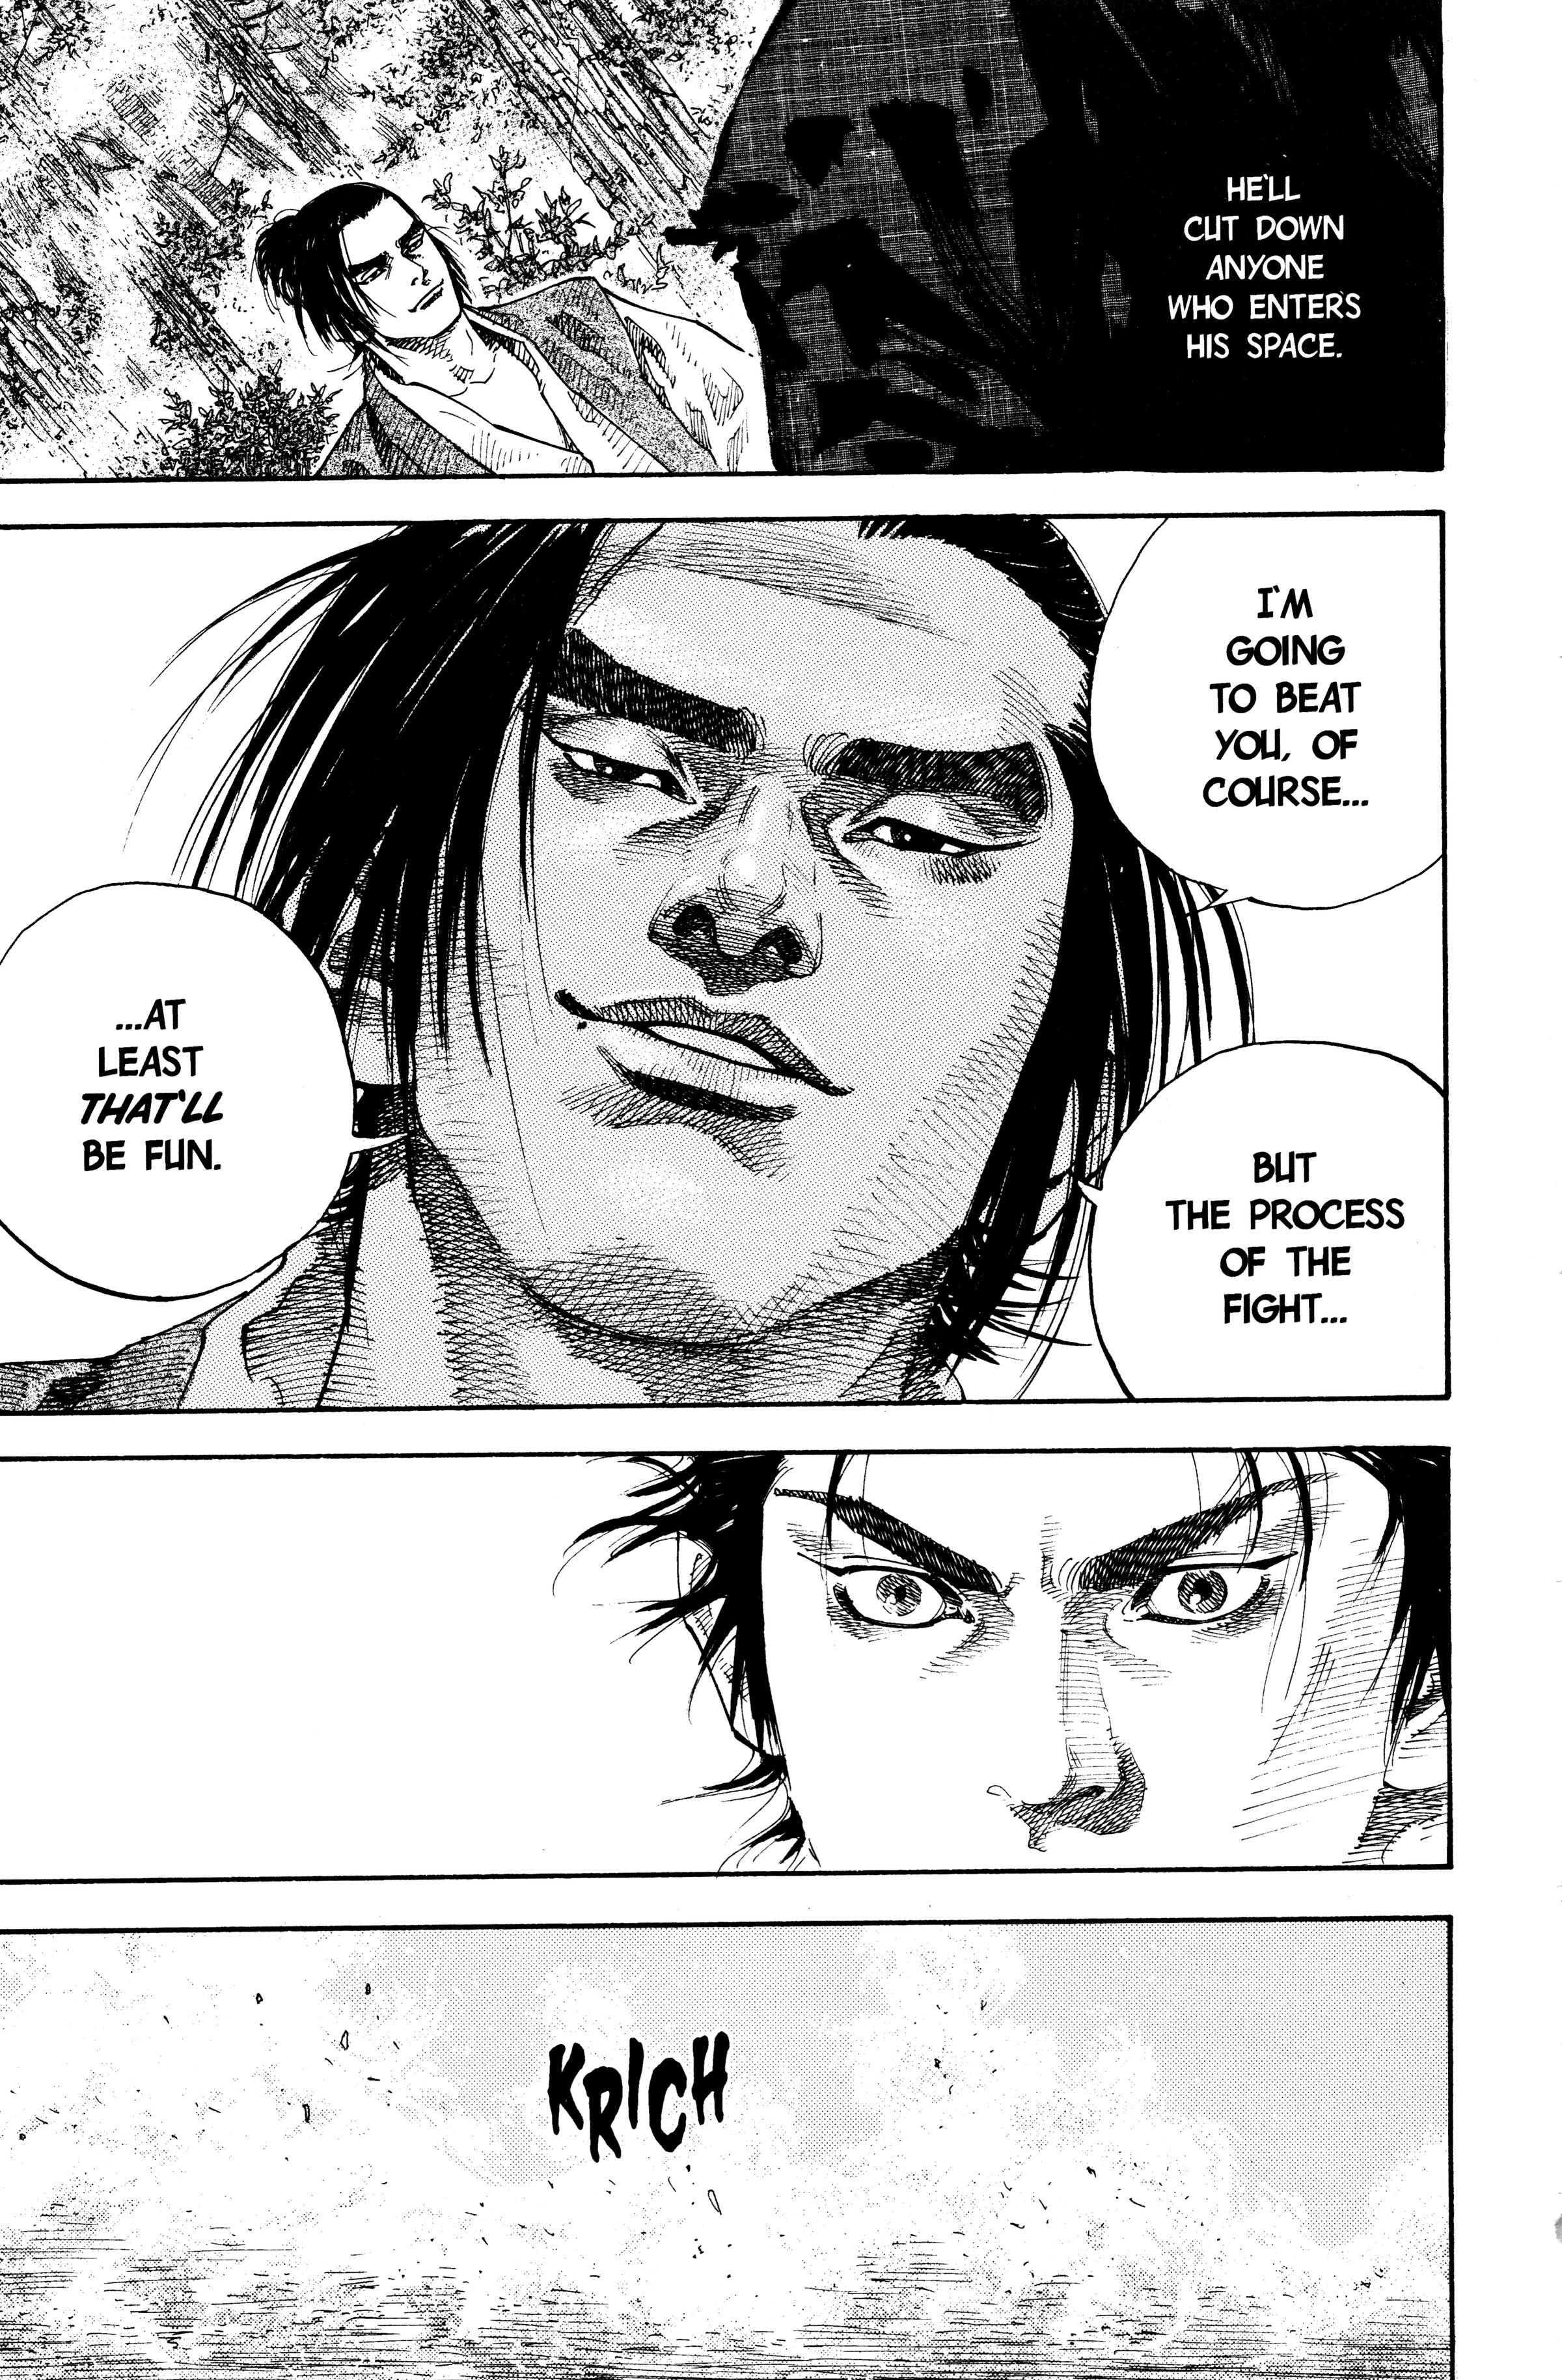 HE'LL
CUT DOWN
ANYONE
WHO ENTERS
HIS SPACE.
I'M
GOING
TO BEAT
YOU, OF
COURSE...
BUT
THE PROCESS
OF THE
FIGHT...
...AT
LEAST
THAT'LL
BE FUN.
KRICH